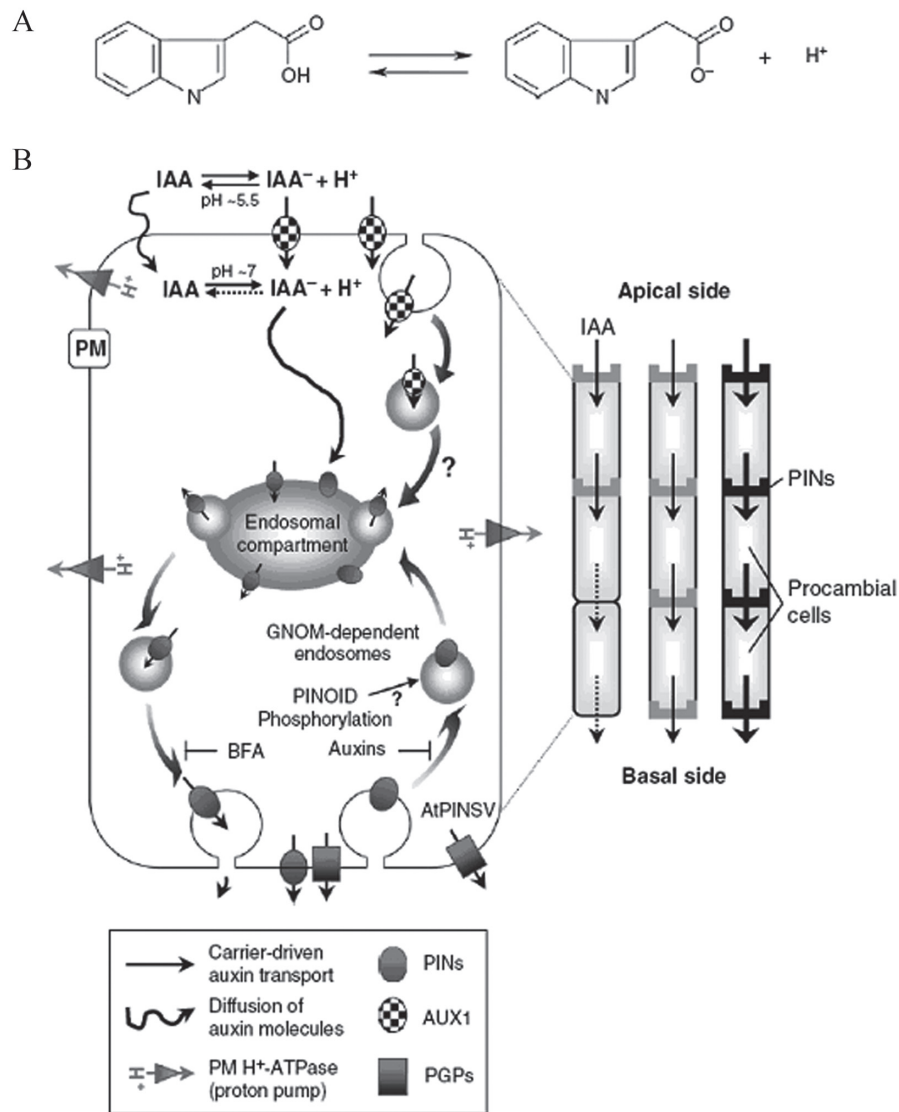 A
O
OH
N
O
O⁻
N
+ H⁺
B
IAA
pH ~5.5
IAA⁻ + H⁺
H⁺
IAA
pH ~7
IAA⁻ + H⁺
PM
?
Endosomal
compartment
H⁺
H⁺
GNOM-dependent
endosomes
PINOID
Phosphorylation
?
BFA
Auxins
AtPINSV
Apical side
IAA
PINs
Procambial
cells
Basal side
Carrier-driven
auxin transport
PINs
Diffusion of
auxin molecules
AUX1
H⁺
PM H⁺-ATPase
(proton pump)
PGPs